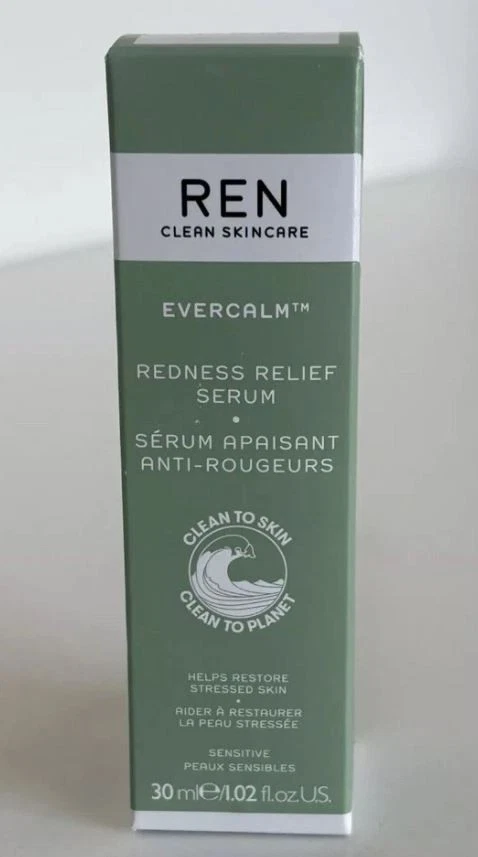 REN
CLEAN SKINCARE
EVERCALM™
REDNESS RELIEF
SERUM
•
SÉRUM APAISANT
ANTI-ROUGEURS
CLEAN TO SKIN
CLEAN TO PLANET
HELPS RESTORE
STRESSED SKIN
•
AIDER À RESTAURER
LA PEAU STRESSÉE
SENSITIVE
PEAUX SENSIBLES
30 ml℮/1.02 fl.oz.U.S.